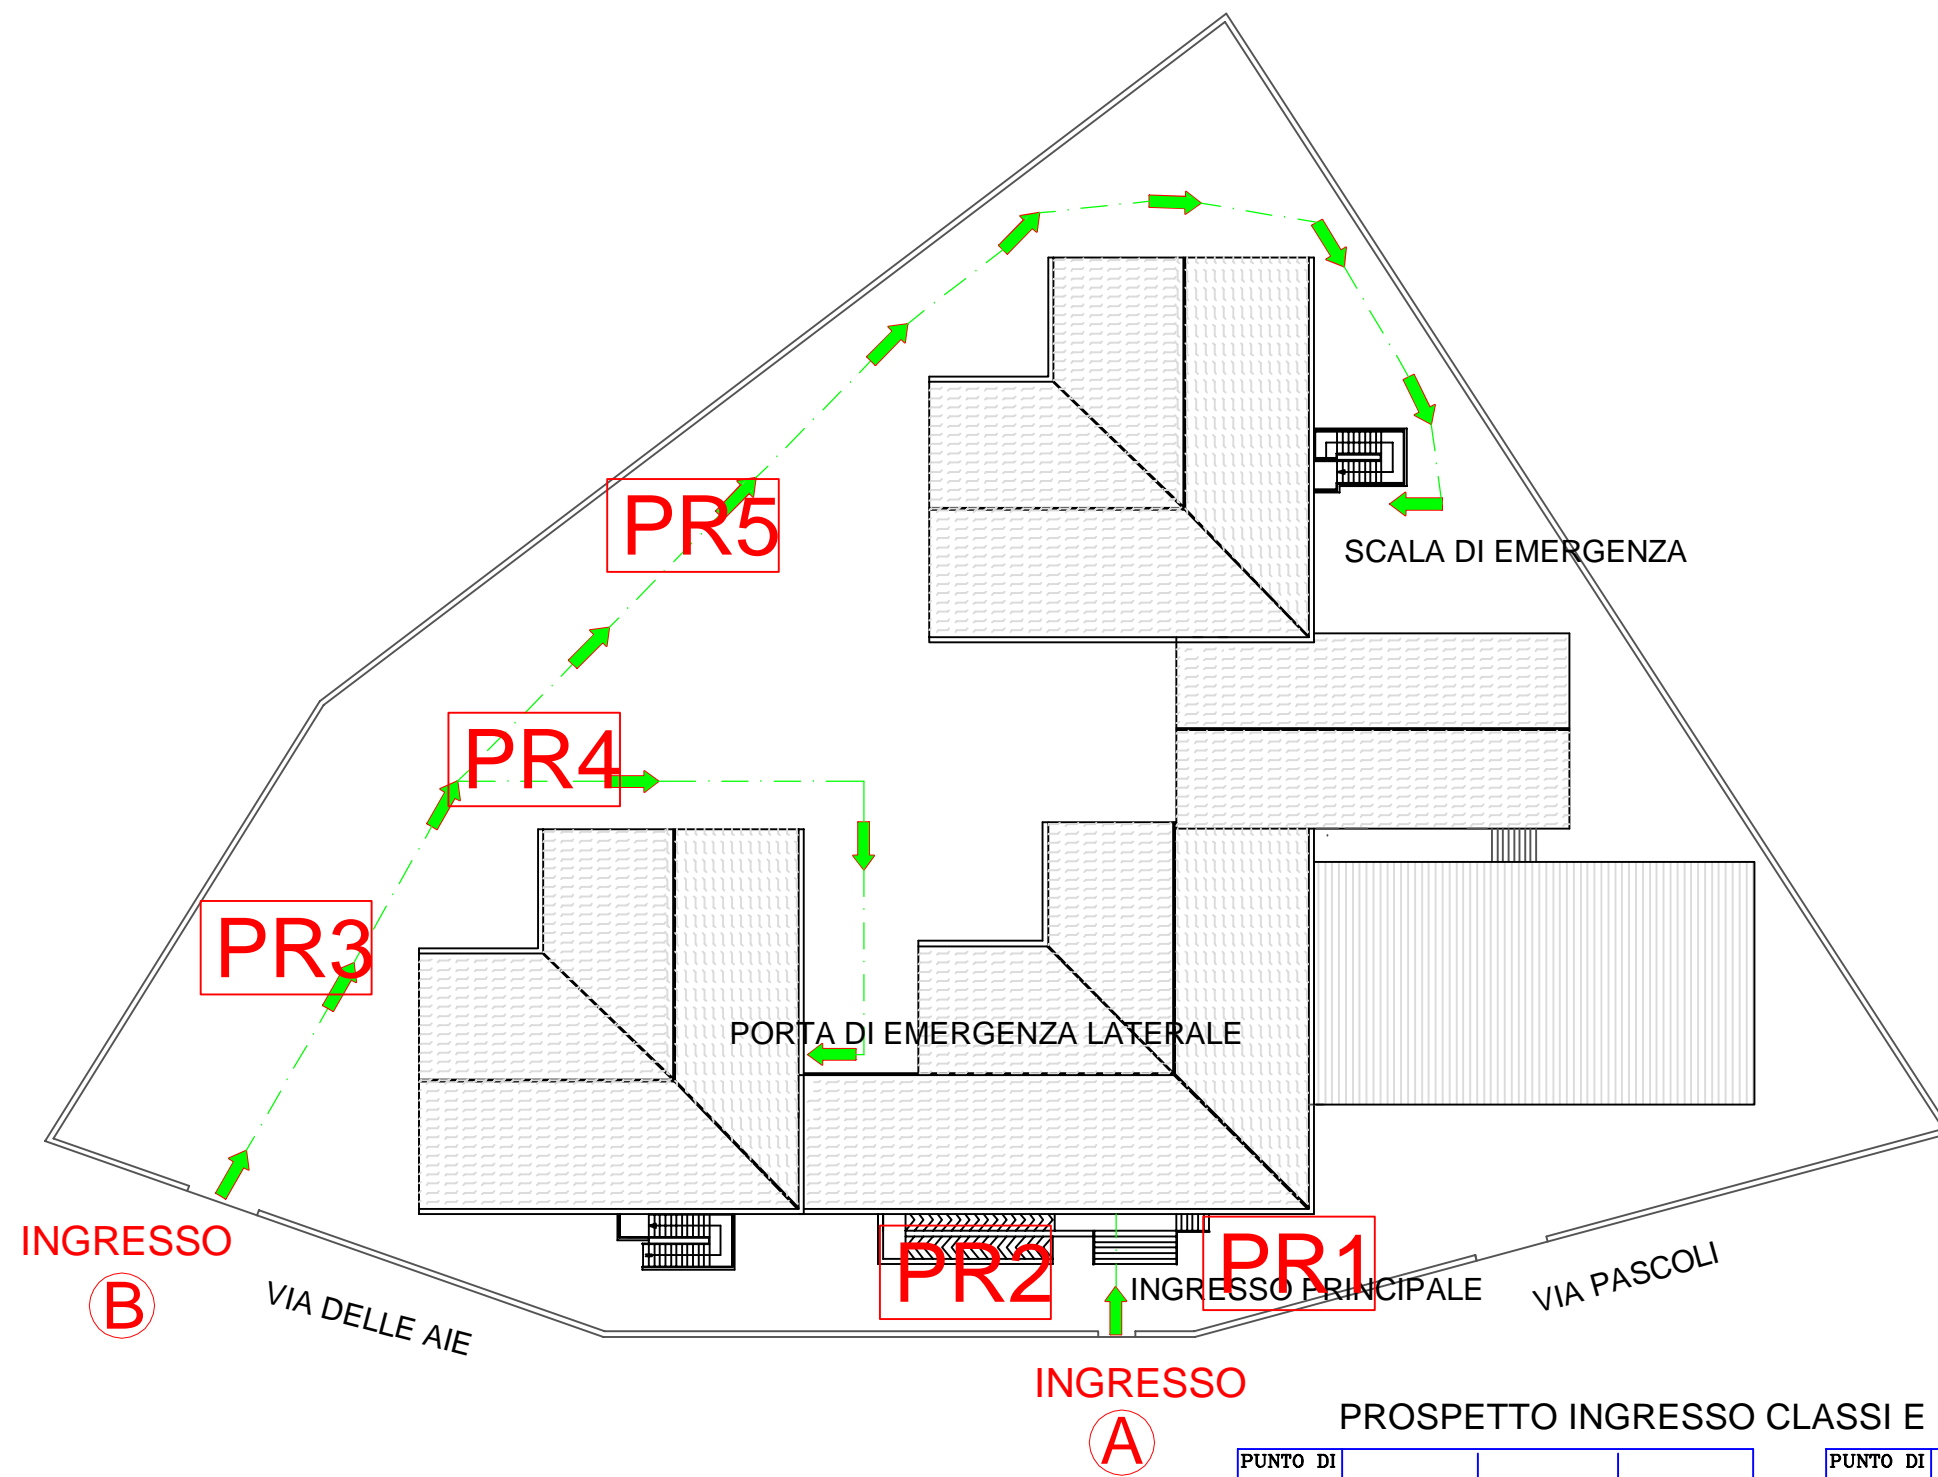 PR5
SCALA DI EMERGENZA
PR4
PR3
PORTA DI EMERGENZA LATERALE
INGRESSO
B
VIA DELLE AIE
PR2
PR1
INGRESSO PRINCIPALE
VIA PASCOLI
INGRESSO
A
PROSPETTO INGRESSO CLASSI E
PUNTO DI
PUNTO DI